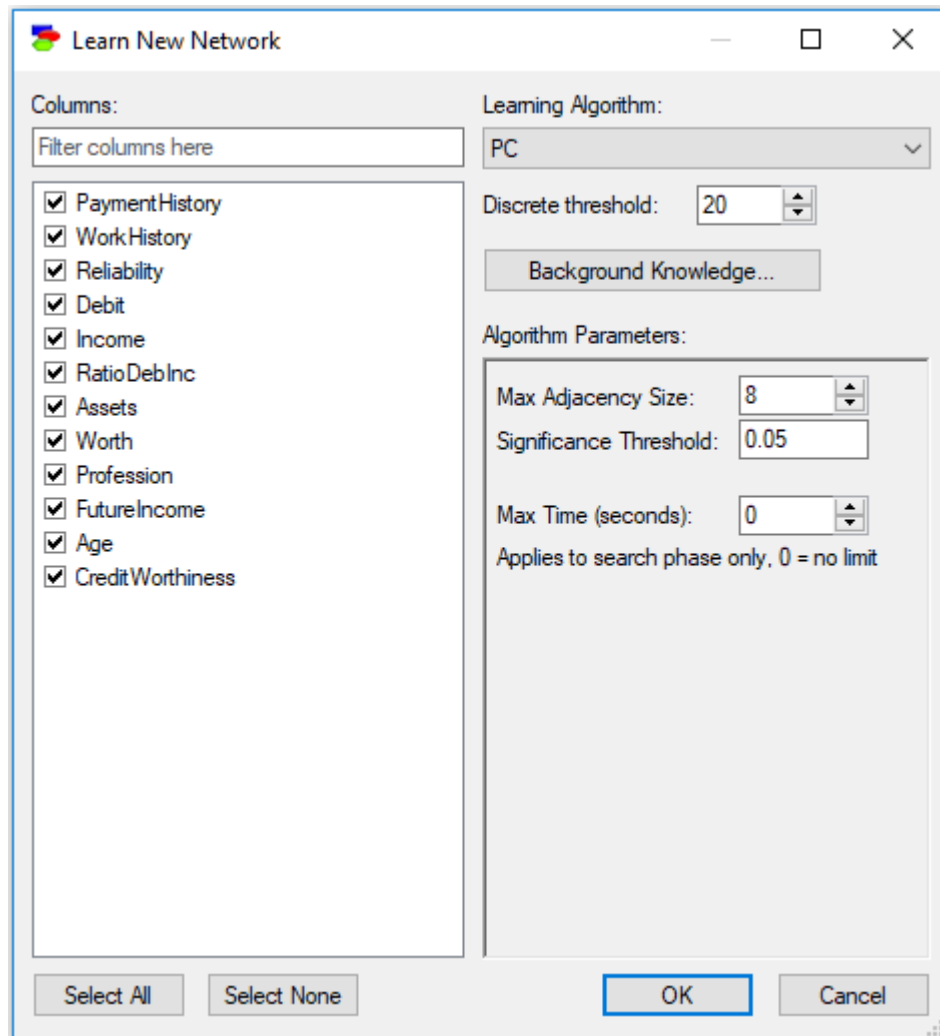 Learn New Network
Columns:
Filter columns here
PaymentHistory
WorkHistory
Reliability
Debit
Income
RatioDebInc
Assets
Worth
Profession
FutureIncome
Age
CreditWorthiness
Select All
Select None
Learning Algorithm:
PC
Discrete threshold: 20
Background Knowledge...
Algorithm Parameters:
Max Adjacency Size: 8
Significance Threshold: 0.05
Max Time (seconds): 0
Applies to search phase only, 0 = no limit
OK
Cancel